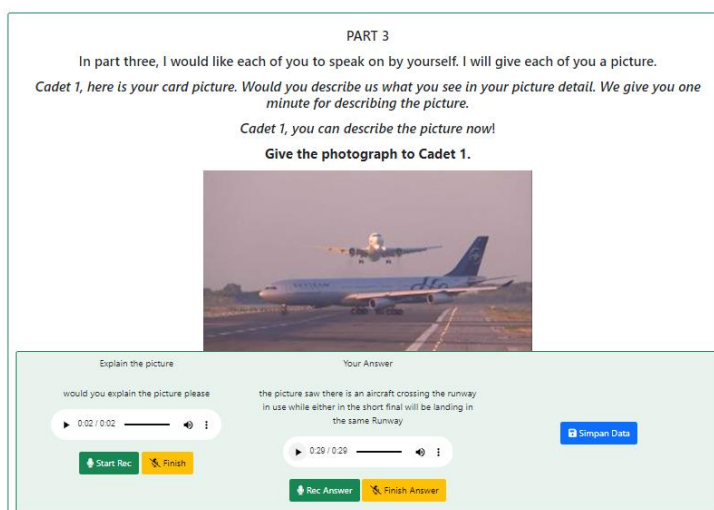 PART 3
In part three, I would like each of you to speak on by yourself. I will give each of you a picture.
Cadet 1, here is your card picture. Would you describe us what you see in your picture detail. We give you one
minute for describing the picture.
Cadet 1, you can describe the picture now!
Give the photograph to Cadet 1.
SKYTEAM
Explain the picture
would you explain the picture please
0:02 / 0:02
Start Rec
Finish
Your Answer
the picture saw there is an aircraft crossing the runway
in use while either in the short final will be landing in
the same Runway
0:29 / 0:29
Rec Answer
Finish Answer
Simpan Data